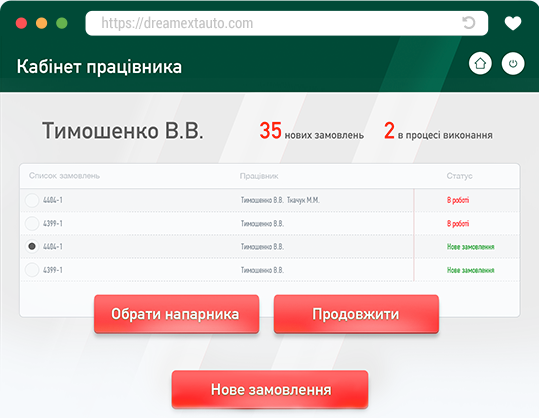 https://dreamextauto.com
Кабінет працівника
Тимошенко В.В. 35 нових замовлень 2 в процесі виконання
Список замовлень Працівник Статус
4404-1 Тимошенко В.В. Ткачук М.М. В роботі
4399-1 Тимошенко В.В. В роботі
4404-1 Тимошенко В.В. Нове замовлення
4399-1 Тимошенко В.В. Нове замовлення
Обрати напарника Продовжити
Нове замовлення